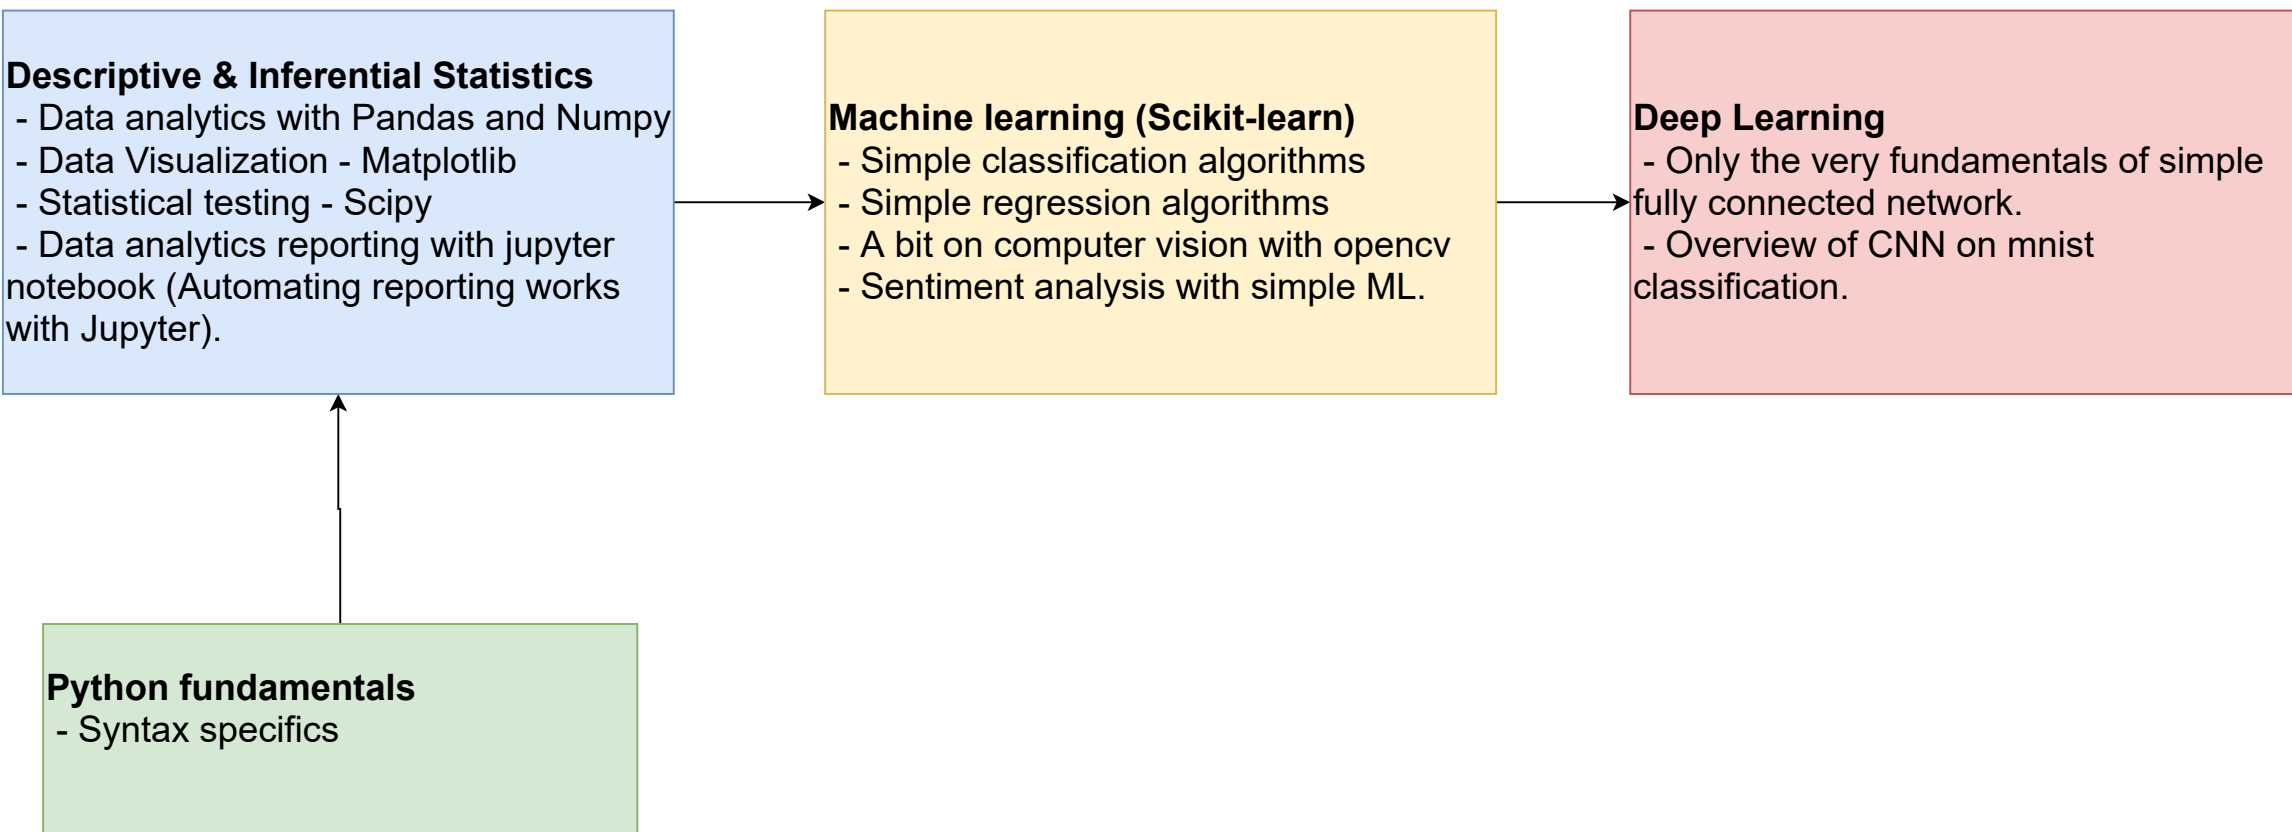 Descriptive & Inferential Statistics
- Data analytics with Pandas and Numpy
- Data Visualization - Matplotlib
- Statistical testing - Scipy
- Data analytics reporting with jupyter
notebook (Automating reporting works
with Jupyter).
Machine learning (Scikit-learn)
- Simple classification algorithms
- Simple regression algorithms
- A bit on computer vision with opencv
- Sentiment analysis with simple ML.
Deep Learning
- Only the very fundamentals of simple
fully connected network.
- Overview of CNN on mnist
classification.
Python fundamentals
- Syntax specifics